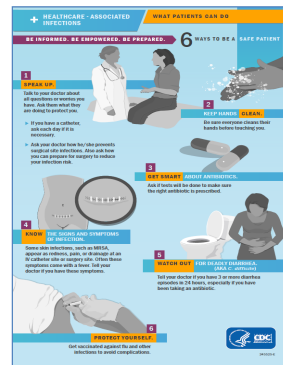 HEALTHCARE-ASSOCIATED
INFECTIONS
WHAT PATIENTS CAN DO
BE INFORMED. BE EMPOWERED. BE PREPARED.
6 WAYS TO BE A SAFE PATIENT
1
SPEAK UP.
Talk to your doctor about
all questions or worries you
have. Ask them what they
are doing to protect you.
If you have a catheter,
ask each day if it is
necessary.
Ask your doctor how he/she prevents
surgical site infections. Also ask how
you can prepare for surgery to reduce
your infection risk.
2
KEEP HANDS CLEAN.
Be sure everyone cleans their
hands before touching you.
3
GET SMART ABOUT ANTIBIOTICS.
Ask if tests will be done to make sure
the right antibiotic is prescribed.
4
KNOW THE SIGNS AND SYMPTOMS
OF INFECTION.
Some skin infections, such as MRSA,
appear as redness, pain, or drainage at an
IV catheter site or surgery site. Often these
symptoms come with a fever. Tell your
doctor if you have these symptoms.
5
WATCH OUT FOR DEADLY DIARRHEA.
(AKA C. difficile)
Tell your doctor if you have 3 or more diarrhea
episodes in 24 hours, especially if you have
been taking an antibiotic.
6
PROTECT YOURSELF.
Get vaccinated against flu and other
infections to avoid complications.
CDC